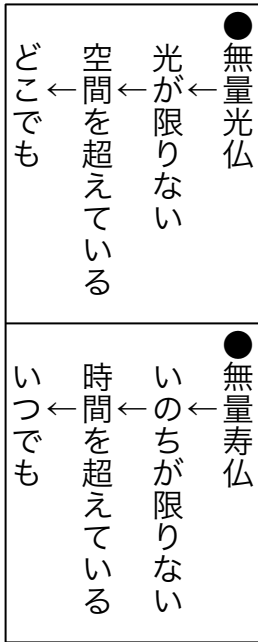 ●無量光仏
←
光が限りない
←
空間を超えている
←
どこでも
●無量寿仏
←
いのちが限りない
←
時間を超えている
←
いつでも